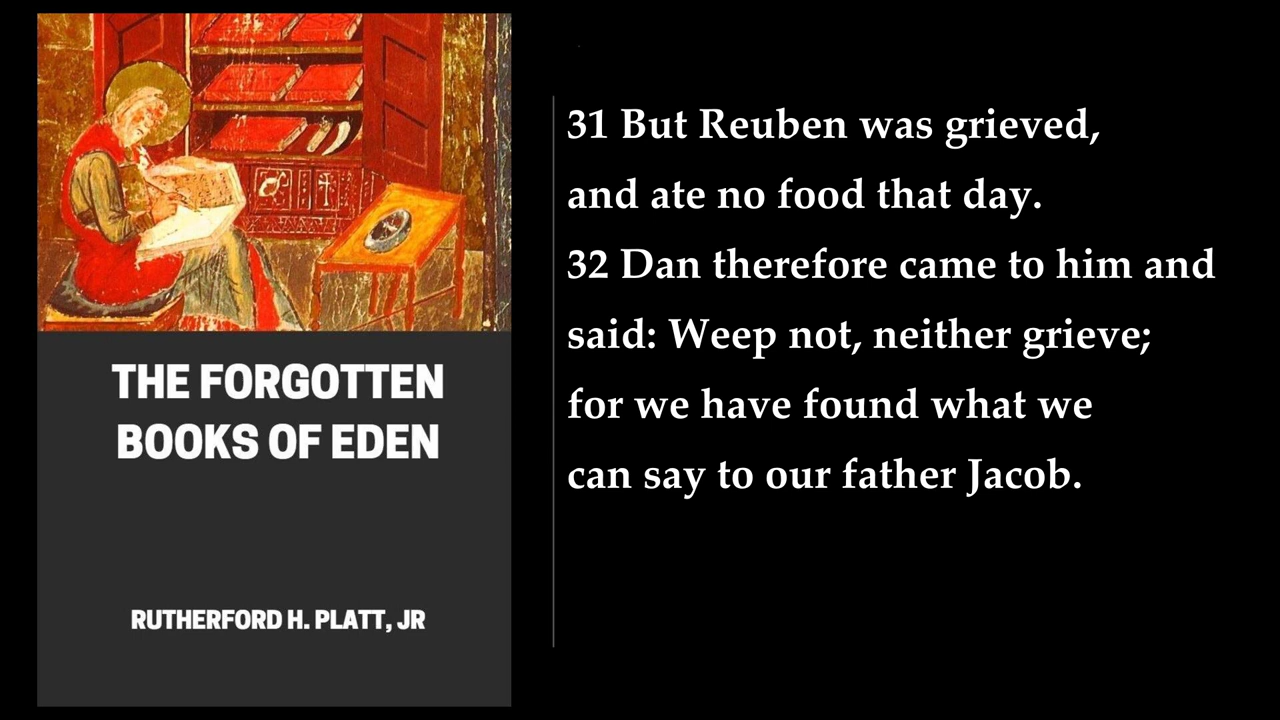 THE FORGOTTEN
BOOKS OF EDEN
RUTHERFORD H. PLATT, JR
31 But Reuben was grieved,
and ate no food that day.
32 Dan therefore came to him and
said: Weep not, neither grieve;
for we have found what we
can say to our father Jacob.